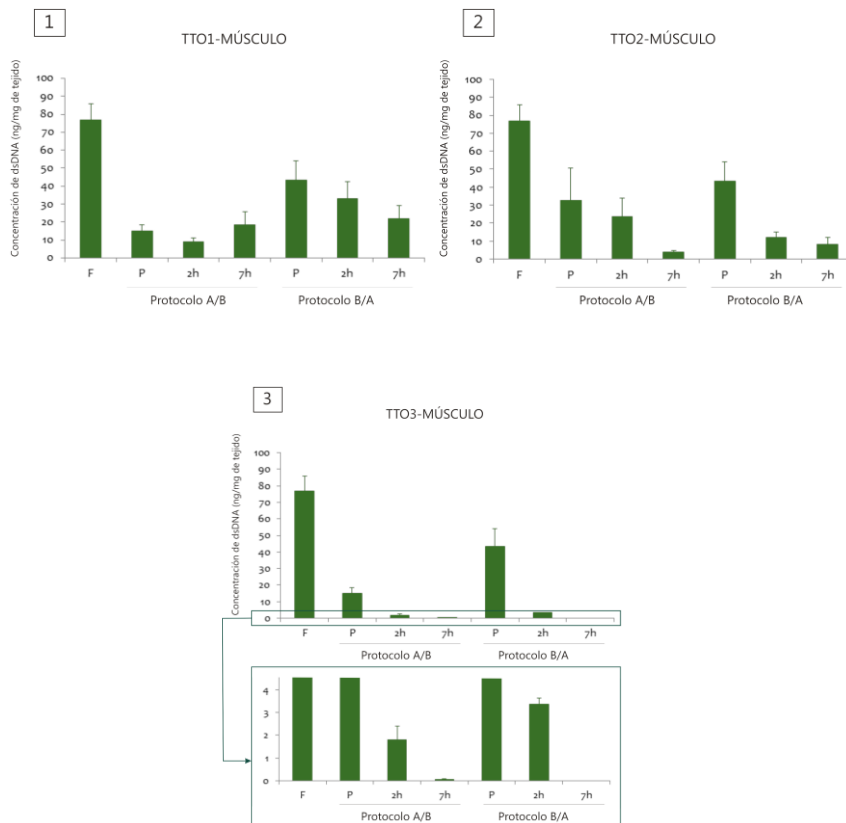 1
TTO1-MÚSCULO
Concentración de dsDNA (ng/mg de tejido)
100
90
80
70
60
50
40
30
20
10
0
F P 2h 7h P 2h 7h
Protocolo A/B Protocolo B/A
2
TTO2-MÚSCULO
Concentración de dsDNA (ng/mg de tejido)
100
90
80
70
60
50
40
30
20
10
0
F P 2h 7h P 2h 7h
Protocolo A/B Protocolo B/A
3
TTO3-MÚSCULO
Concentración de dsDNA (ng/mg de tejido)
100
90
80
70
60
50
40
30
20
10
0
F P 2h 7h P 2h 7h
Protocolo A/B Protocolo B/A
4
3
2
1
0
F P 2h 7h P 2h 7h
Protocolo A/B Protocolo B/A